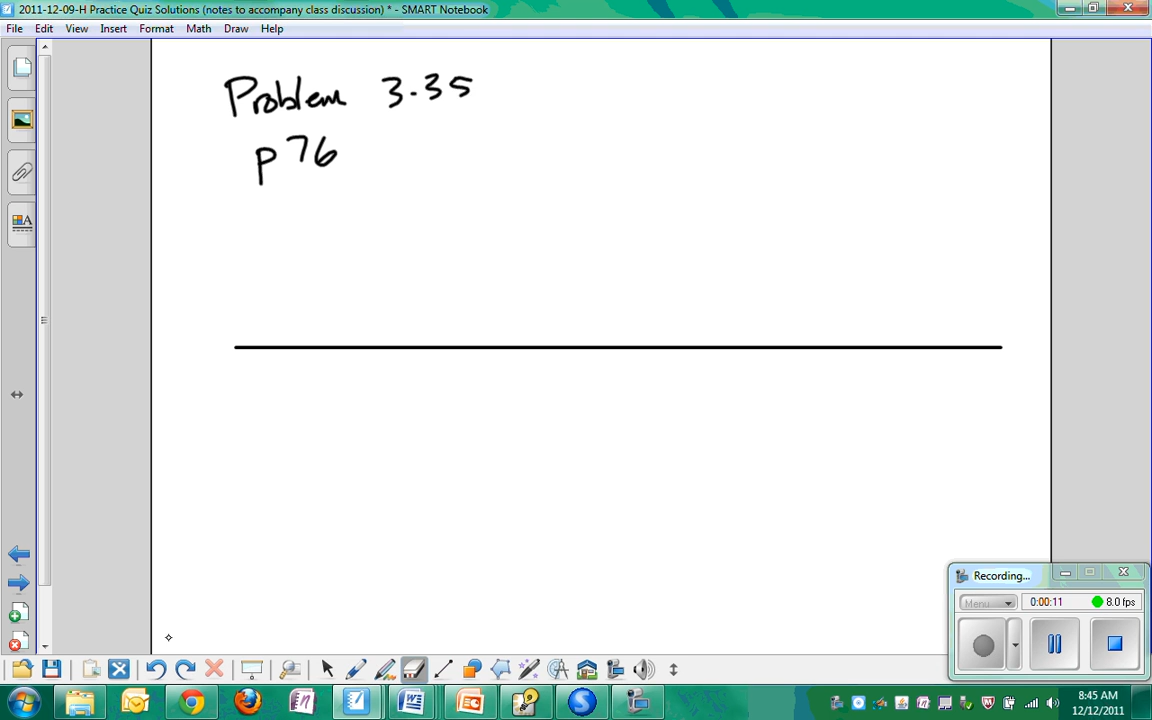 2011-12-09-H Practice Quiz Solutions (notes to accompany class discussion) * - SMART Notebook
File Edit View Insert Format Math Draw Help
Problem 3.35
p76
Recording...
Menu 0:00:11 8.0 fps
8:45 AM
12/12/2011